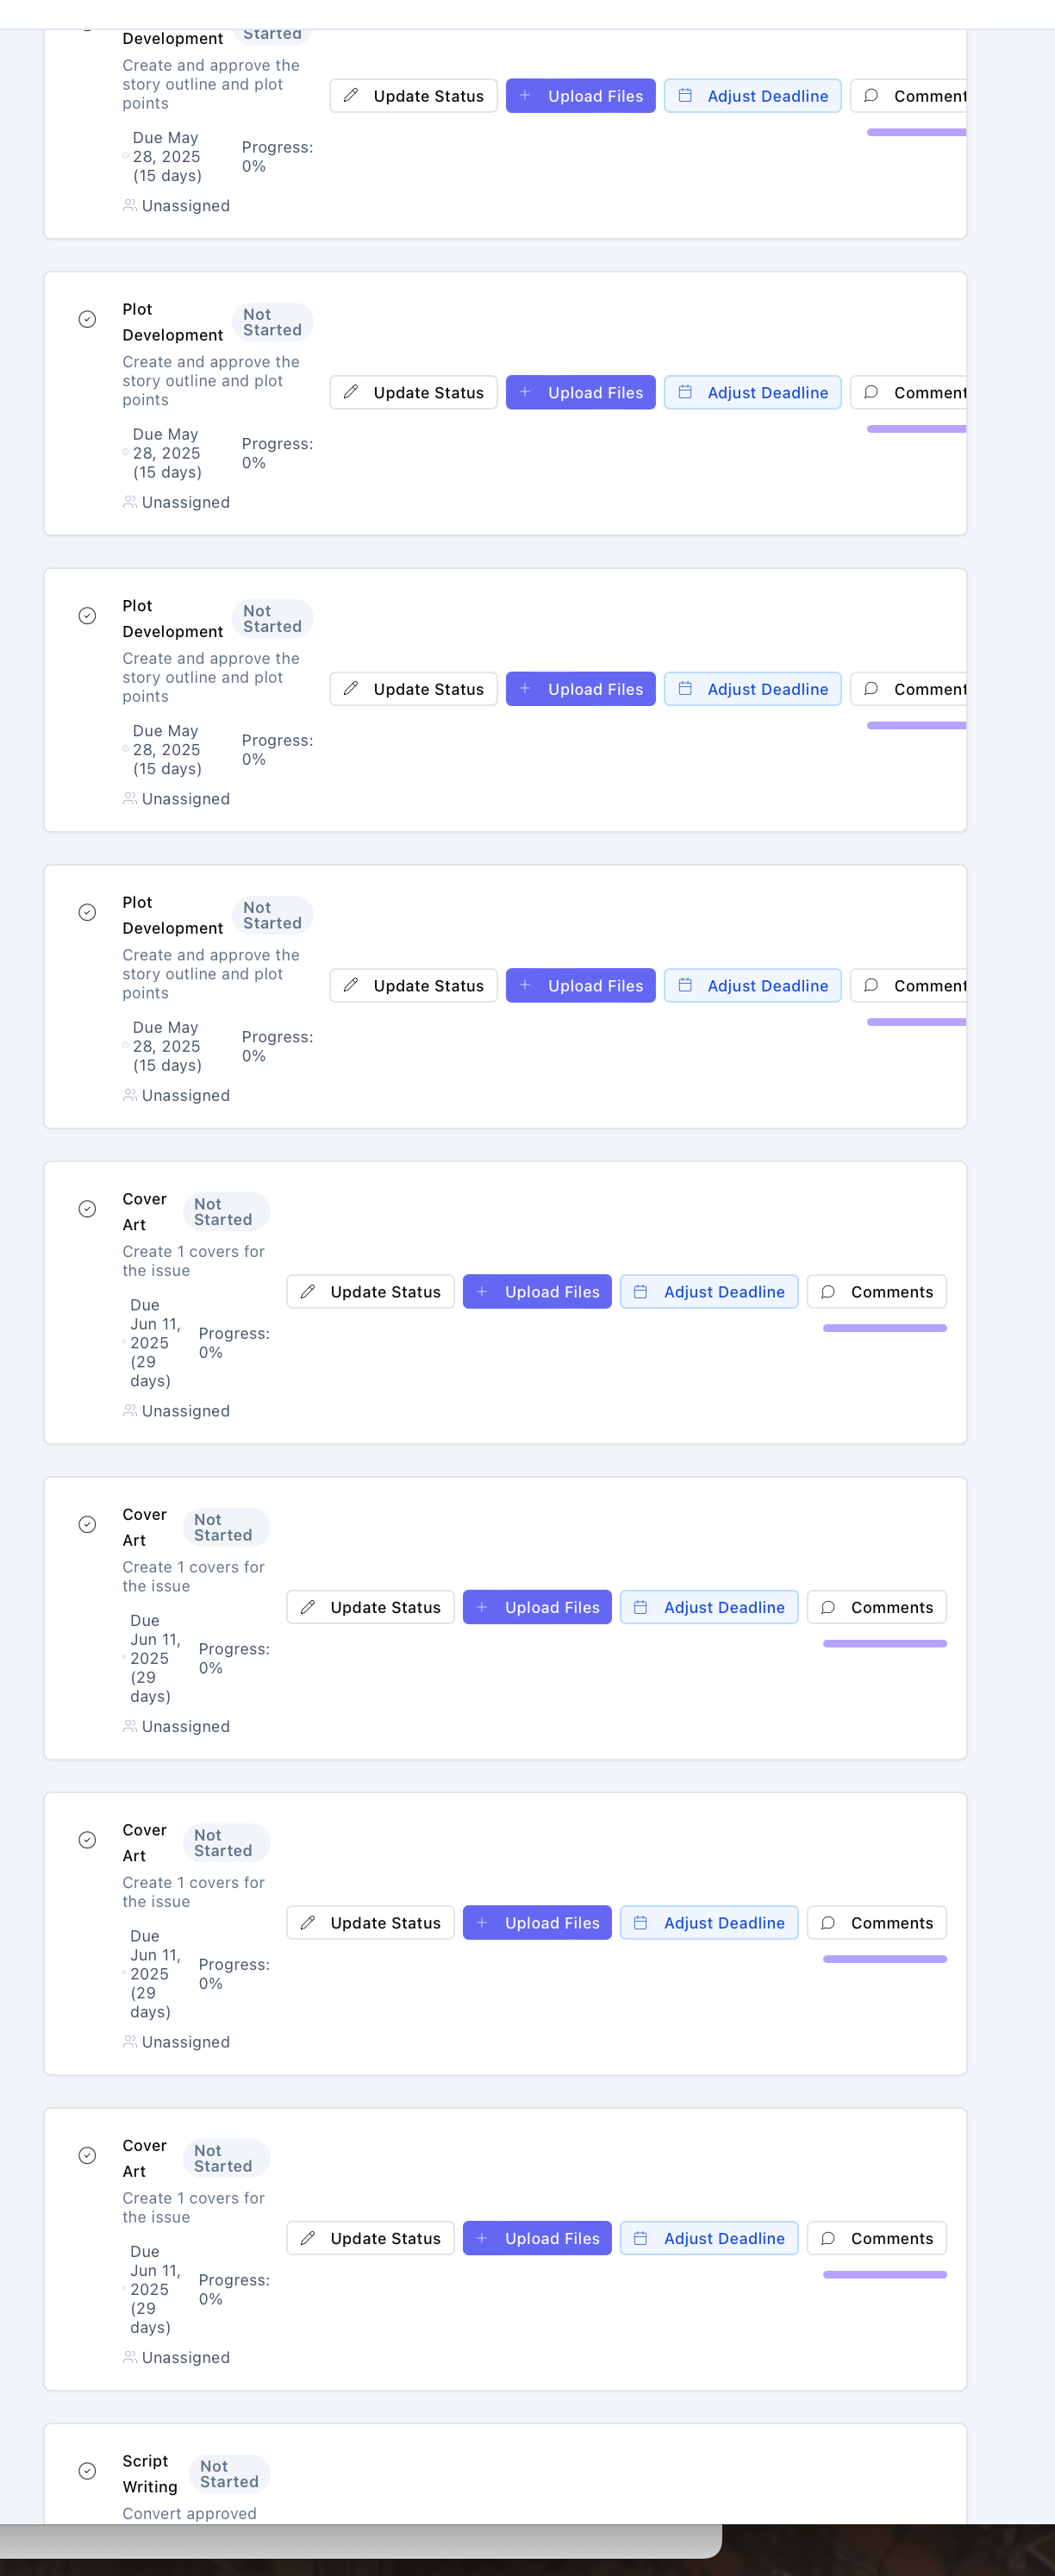 Development
Started
Create and approve the
story outline and plot
points
Update Status
Upload Files
Adjust Deadline
Comment
Due May
28, 2025
(15 days)
Progress:
0%
Unassigned
Plot
Development
Not
Started
Create and approve the
story outline and plot
points
Update Status
Upload Files
Adjust Deadline
Comment
Due May
28, 2025
(15 days)
Progress:
0%
Unassigned
Plot
Development
Not
Started
Create and approve the
story outline and plot
points
Update Status
Upload Files
Adjust Deadline
Comment
Due May
28, 2025
(15 days)
Progress:
0%
Unassigned
Plot
Development
Not
Started
Create and approve the
story outline and plot
points
Update Status
Upload Files
Adjust Deadline
Comment
Due May
28, 2025
(15 days)
Progress:
0%
Unassigned
Cover
Art
Not
Started
Create 1 covers for
the issue
Update Status
Upload Files
Adjust Deadline
Comments
Due
Jun 11,
2025
(29
days)
Progress:
0%
Unassigned
Cover
Art
Not
Started
Create 1 covers for
the issue
Update Status
Upload Files
Adjust Deadline
Comments
Due
Jun 11,
2025
(29
days)
Progress:
0%
Unassigned
Cover
Art
Not
Started
Create 1 covers for
the issue
Update Status
Upload Files
Adjust Deadline
Comments
Due
Jun 11,
2025
(29
days)
Progress:
0%
Unassigned
Cover
Art
Not
Started
Create 1 covers for
the issue
Update Status
Upload Files
Adjust Deadline
Comments
Due
Jun 11,
2025
(29
days)
Progress:
0%
Unassigned
Script
Writing
Not
Started
Convert approved